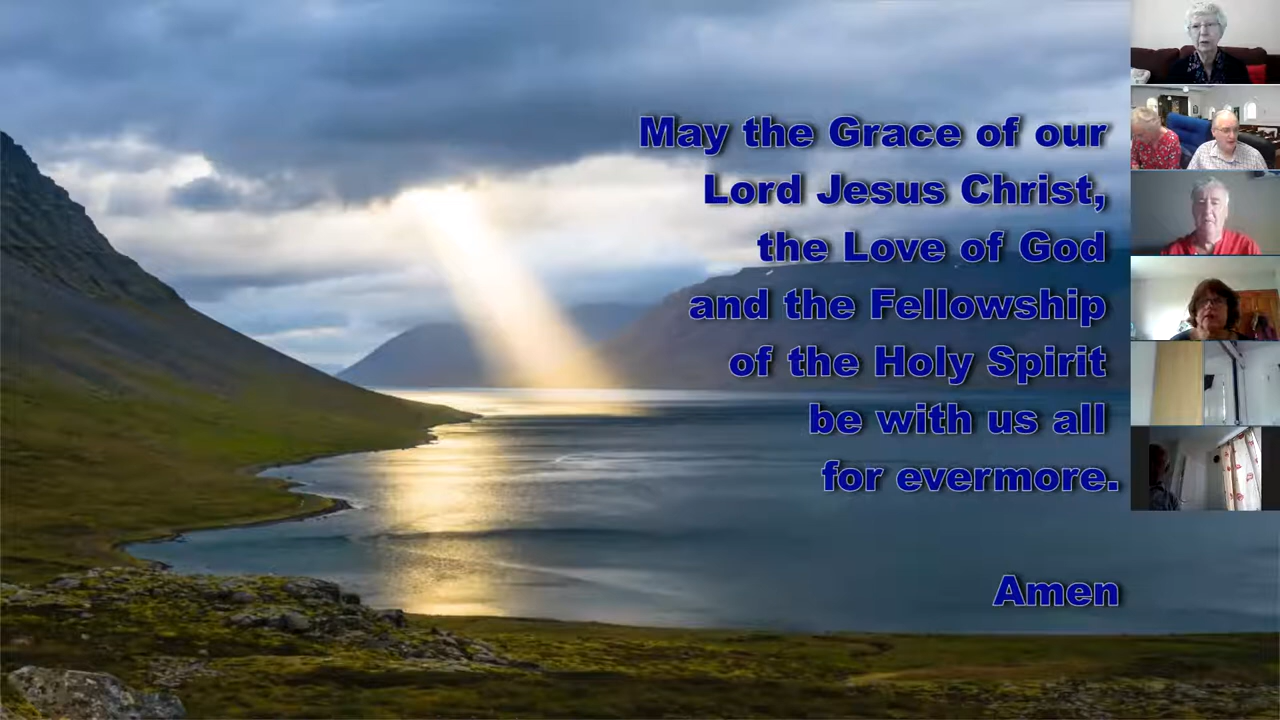 May the Grace of our
Lord Jesus Christ,
the Love of God
and the Fellowship
of the Holy Spirit
be with us all
for evermore.
Amen